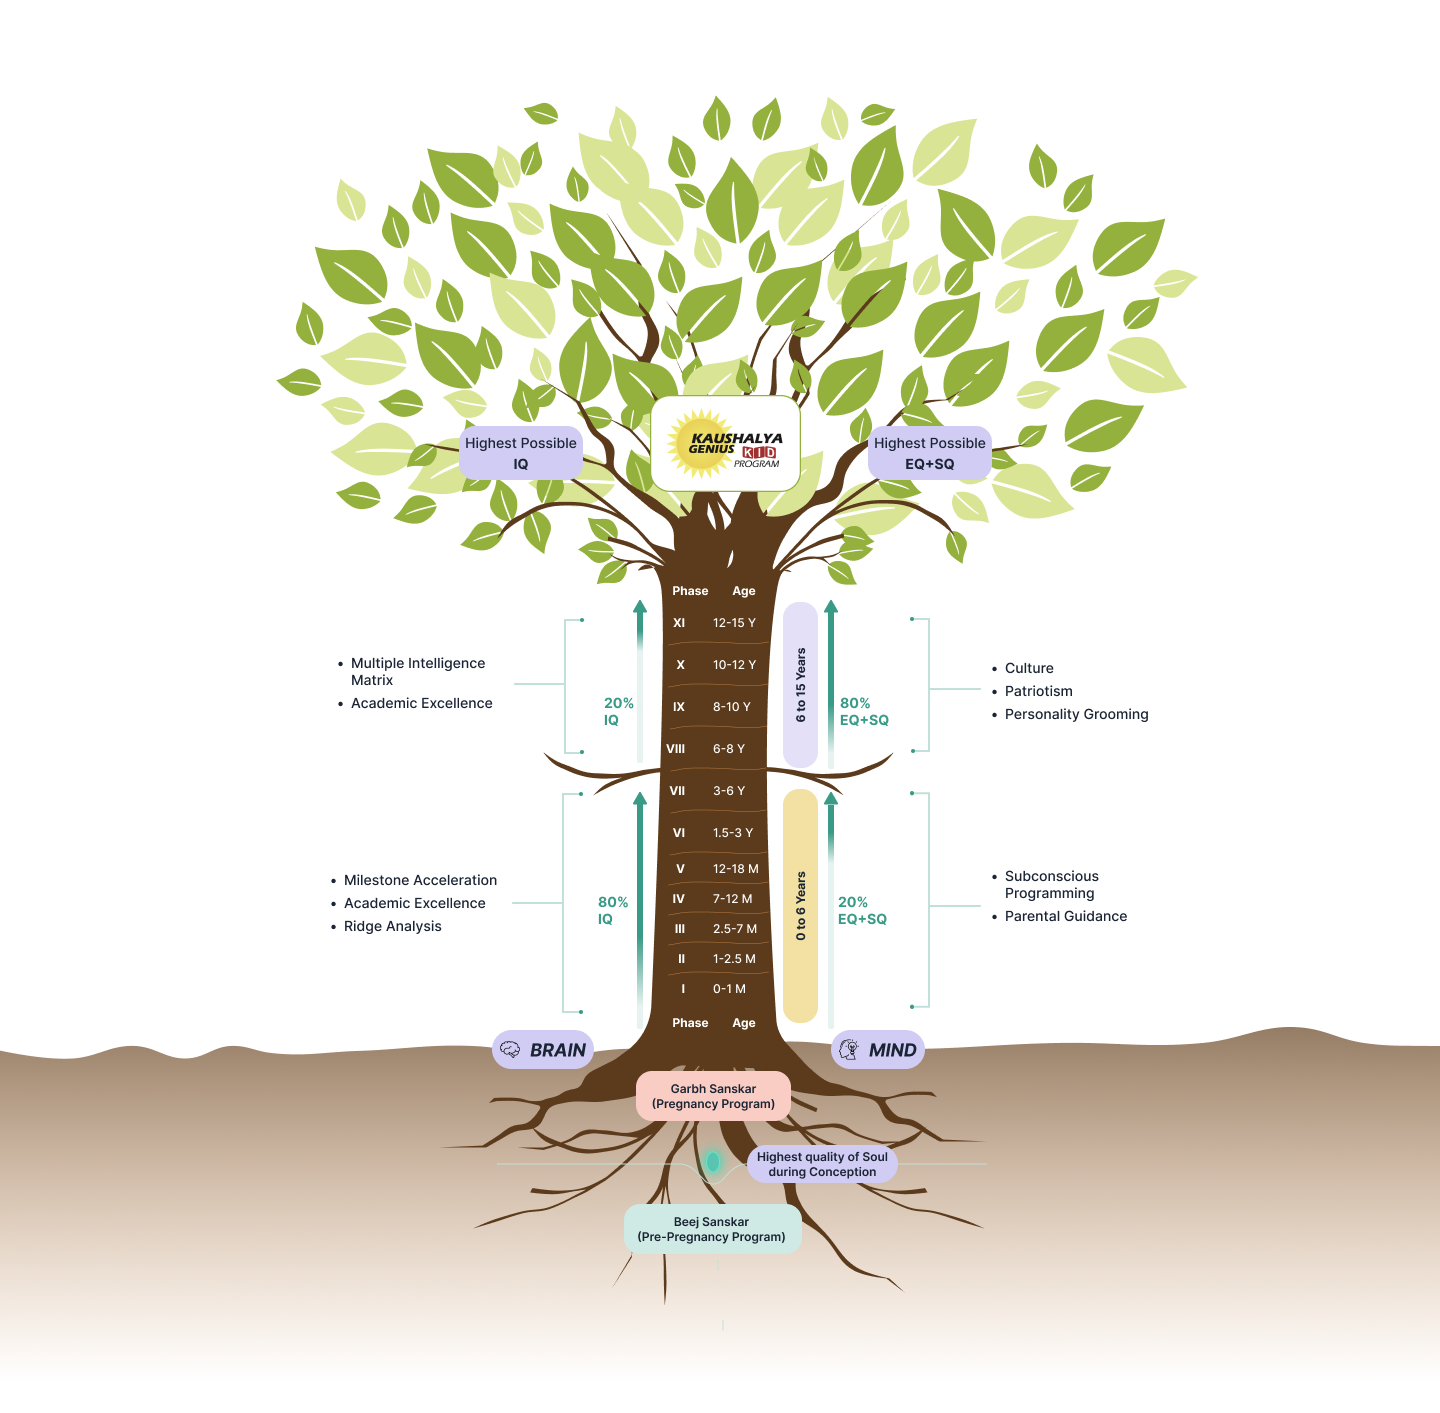 KAUSHALYA
GENIUS KID
PROGRAM
Highest Possible
IQ
Highest Possible
EQ+SQ
Phase Age
XI 12-15 Y
X 10-12 Y
IX 8-10 Y
VIII 6-8 Y
VII 3-6 Y
VI 1.5-3 Y
V 12-18 M
IV 7-12 M
III 2.5-7 M
II 1-2.5 M
I 0-1 M
Phase Age
• Multiple Intelligence
Matrix
• Academic Excellence
20%
IQ
6 to 15 Years
80%
EQ+SQ
• Culture
• Patriotism
• Personality Grooming
• Milestone Acceleration
• Academic Excellence
• Ridge Analysis
80%
IQ
0 to 6 Years
20%
EQ+SQ
• Subconscious
Programming
• Parental Guidance
BRAIN
MIND
Garbh Sanskar
(Pregnancy Program)
Highest quality of Soul
during Conception
Beej Sanskar
(Pre-Pregnancy Program)